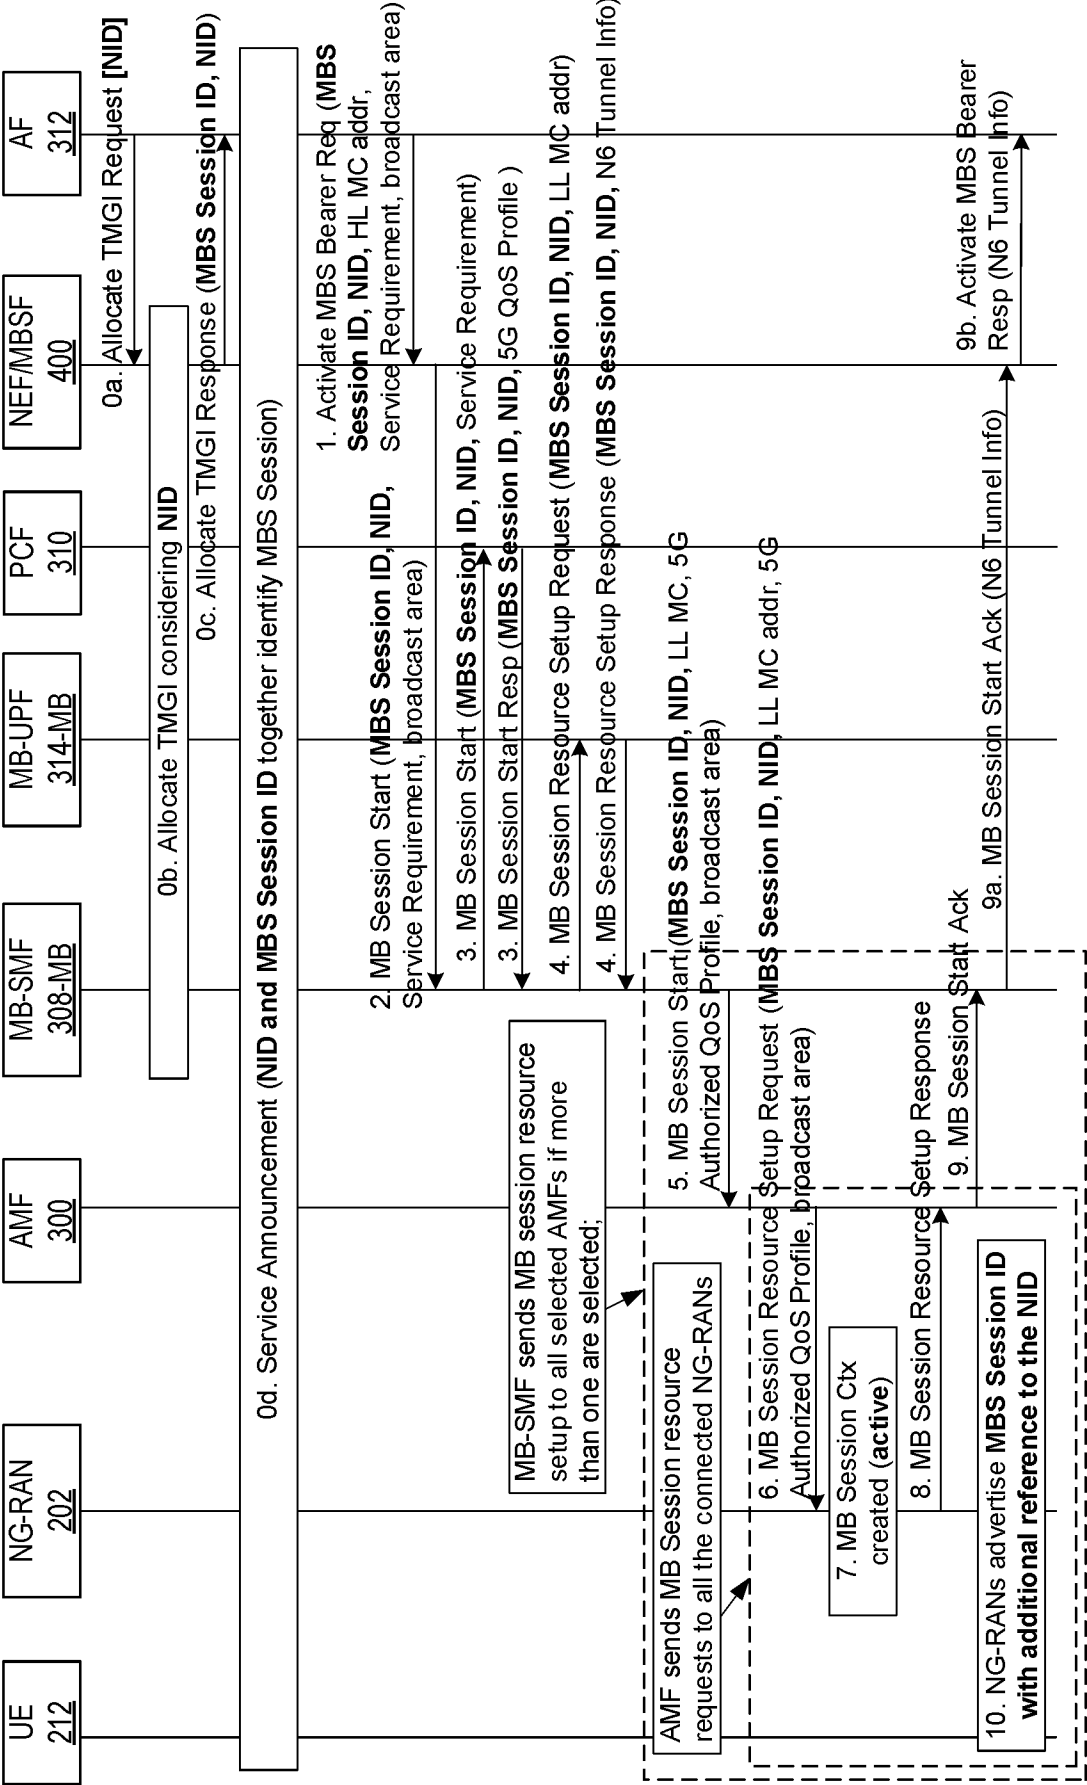 UE
212
NG-RAN
202
AMF
300
MB-SMF
308-MB
MB-UPF
314-MB
PCF
310
NEF/MBSF
400
AF
312
0a. Allocate TMGI Request [NID]
0b. Allocate TMGI considering NID
0c. Allocate TMGI Response (MBS Session ID, NID)
0d. Service Announcement (NID and MBS Session ID together identify MBS Session)
1. Activate MBS Bearer Req (MBS
Session ID, NID, HL MC addr,
Service Requirement, broadcast area)
2. MB Session Start (MBS Session ID, NID,
Service Requirement, broadcast area)
3. MB Session Start (MBS Session ID, NID, Service Requirement)
3. MB Session Start Resp (MBS Session ID, NID, 5G QoS Profile )
MB-SMF sends MB session resource
setup to all selected AMFs if more
than one are selected;
4. MB Session Resource Setup Request (MBS Session ID, NID, LL MC addr)
4. MB Session Resource Setup Response (MBS Session ID, NID, N6 Tunnel Info)
AMF sends MB Session resource
requests to all the connected NG-RANs
5. MB Session Start (MBS Session ID, NID, LL MC, 5G
Authorized QoS Profile, broadcast area)
6. MB Session Resource Setup Request (MBS Session ID, NID, LL MC addr, 5G
Authorized QoS Profile, broadcast area)
7. MB Session Ctx
created (active)
8. MB Session Resource Setup Response
9. MB Session Start Ack
9a. MB Session Start Ack (N6 Tunnel Info)
9b. Activate MBS Bearer
Resp (N6 Tunnel Info)
10. NG-RANs advertise MBS Session ID
with additional reference to the NID